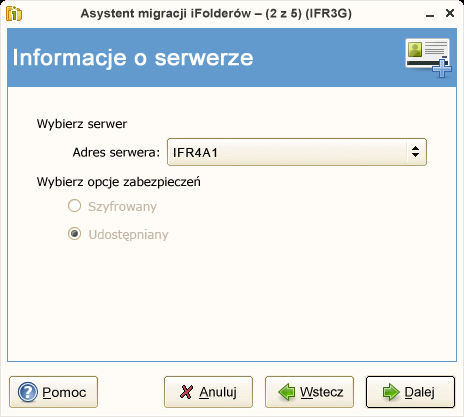 Asystent migracji iFolderów – (2 z 5) (IFR3G)
Informacje o serwerze
Wybierz serwer
Adres serwera: IFR4A1
Wybierz opcje zabezpieczeń
Szyfrowany
Udostępniany
Pomoc Anuluj Wstecz Dalej